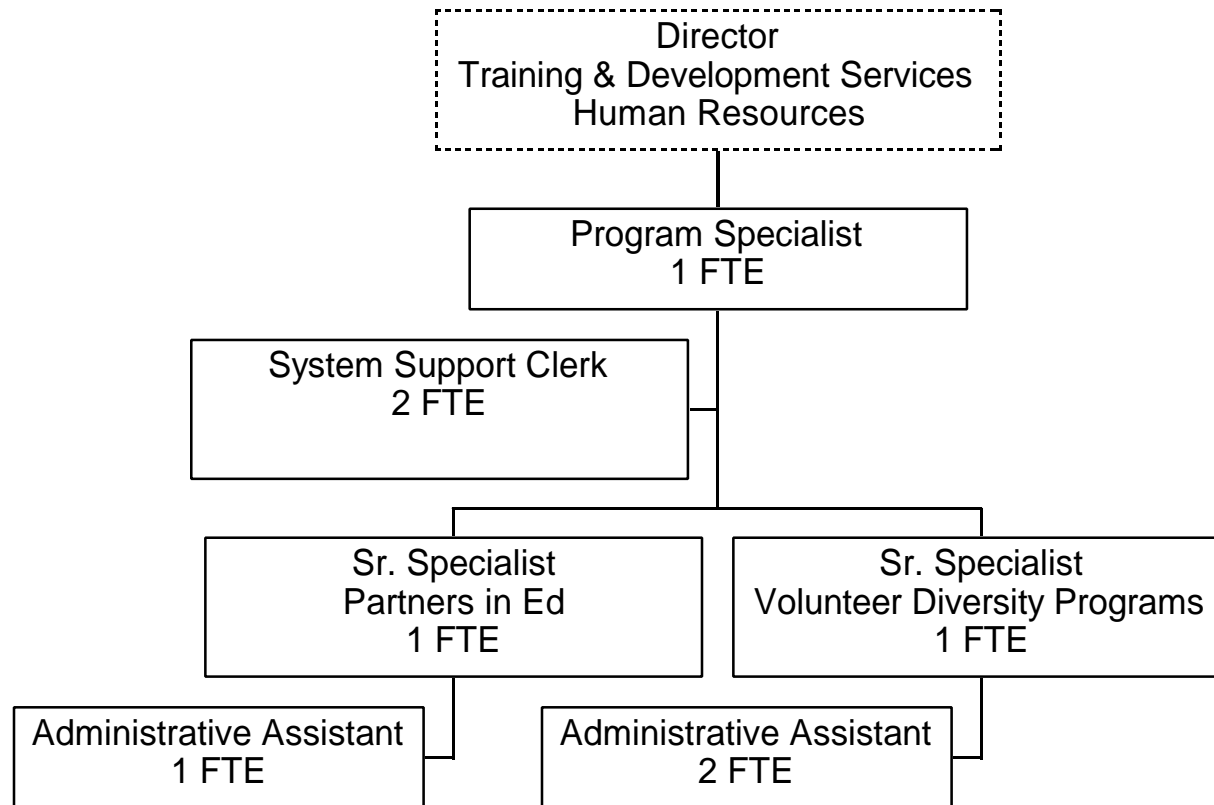 Director
Training & Development Services
Human Resources
Program Specialist
1 FTE
System Support Clerk
2 FTE
Sr. Specialist
Partners in Ed
1 FTE
Sr. Specialist
Volunteer Diversity Programs
1 FTE
Administrative Assistant
1 FTE
Administrative Assistant
2 FTE